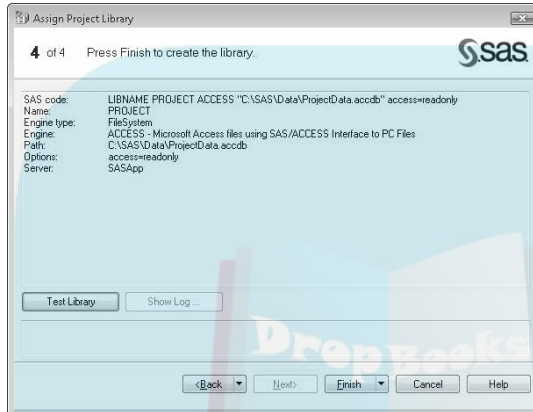 Assign Project Library
4 of 4 Press Finish to create the library.
sas
SAS code: LIBNAME PROJECT ACCESS "C:\SAS\Data\ProjectData.accdb" access=readonly
Name: PROJECT
Engine type: FileSystem
Engine: ACCESS - Microsoft Access files using SAS/ACCESS Interface to PC Files
Path: C:\SAS\Data\ProjectData.accdb
Options: access=readonly
Server: SASApp
Test Library Show Log ...
DropBooks
<Back Next> Finish Cancel Help